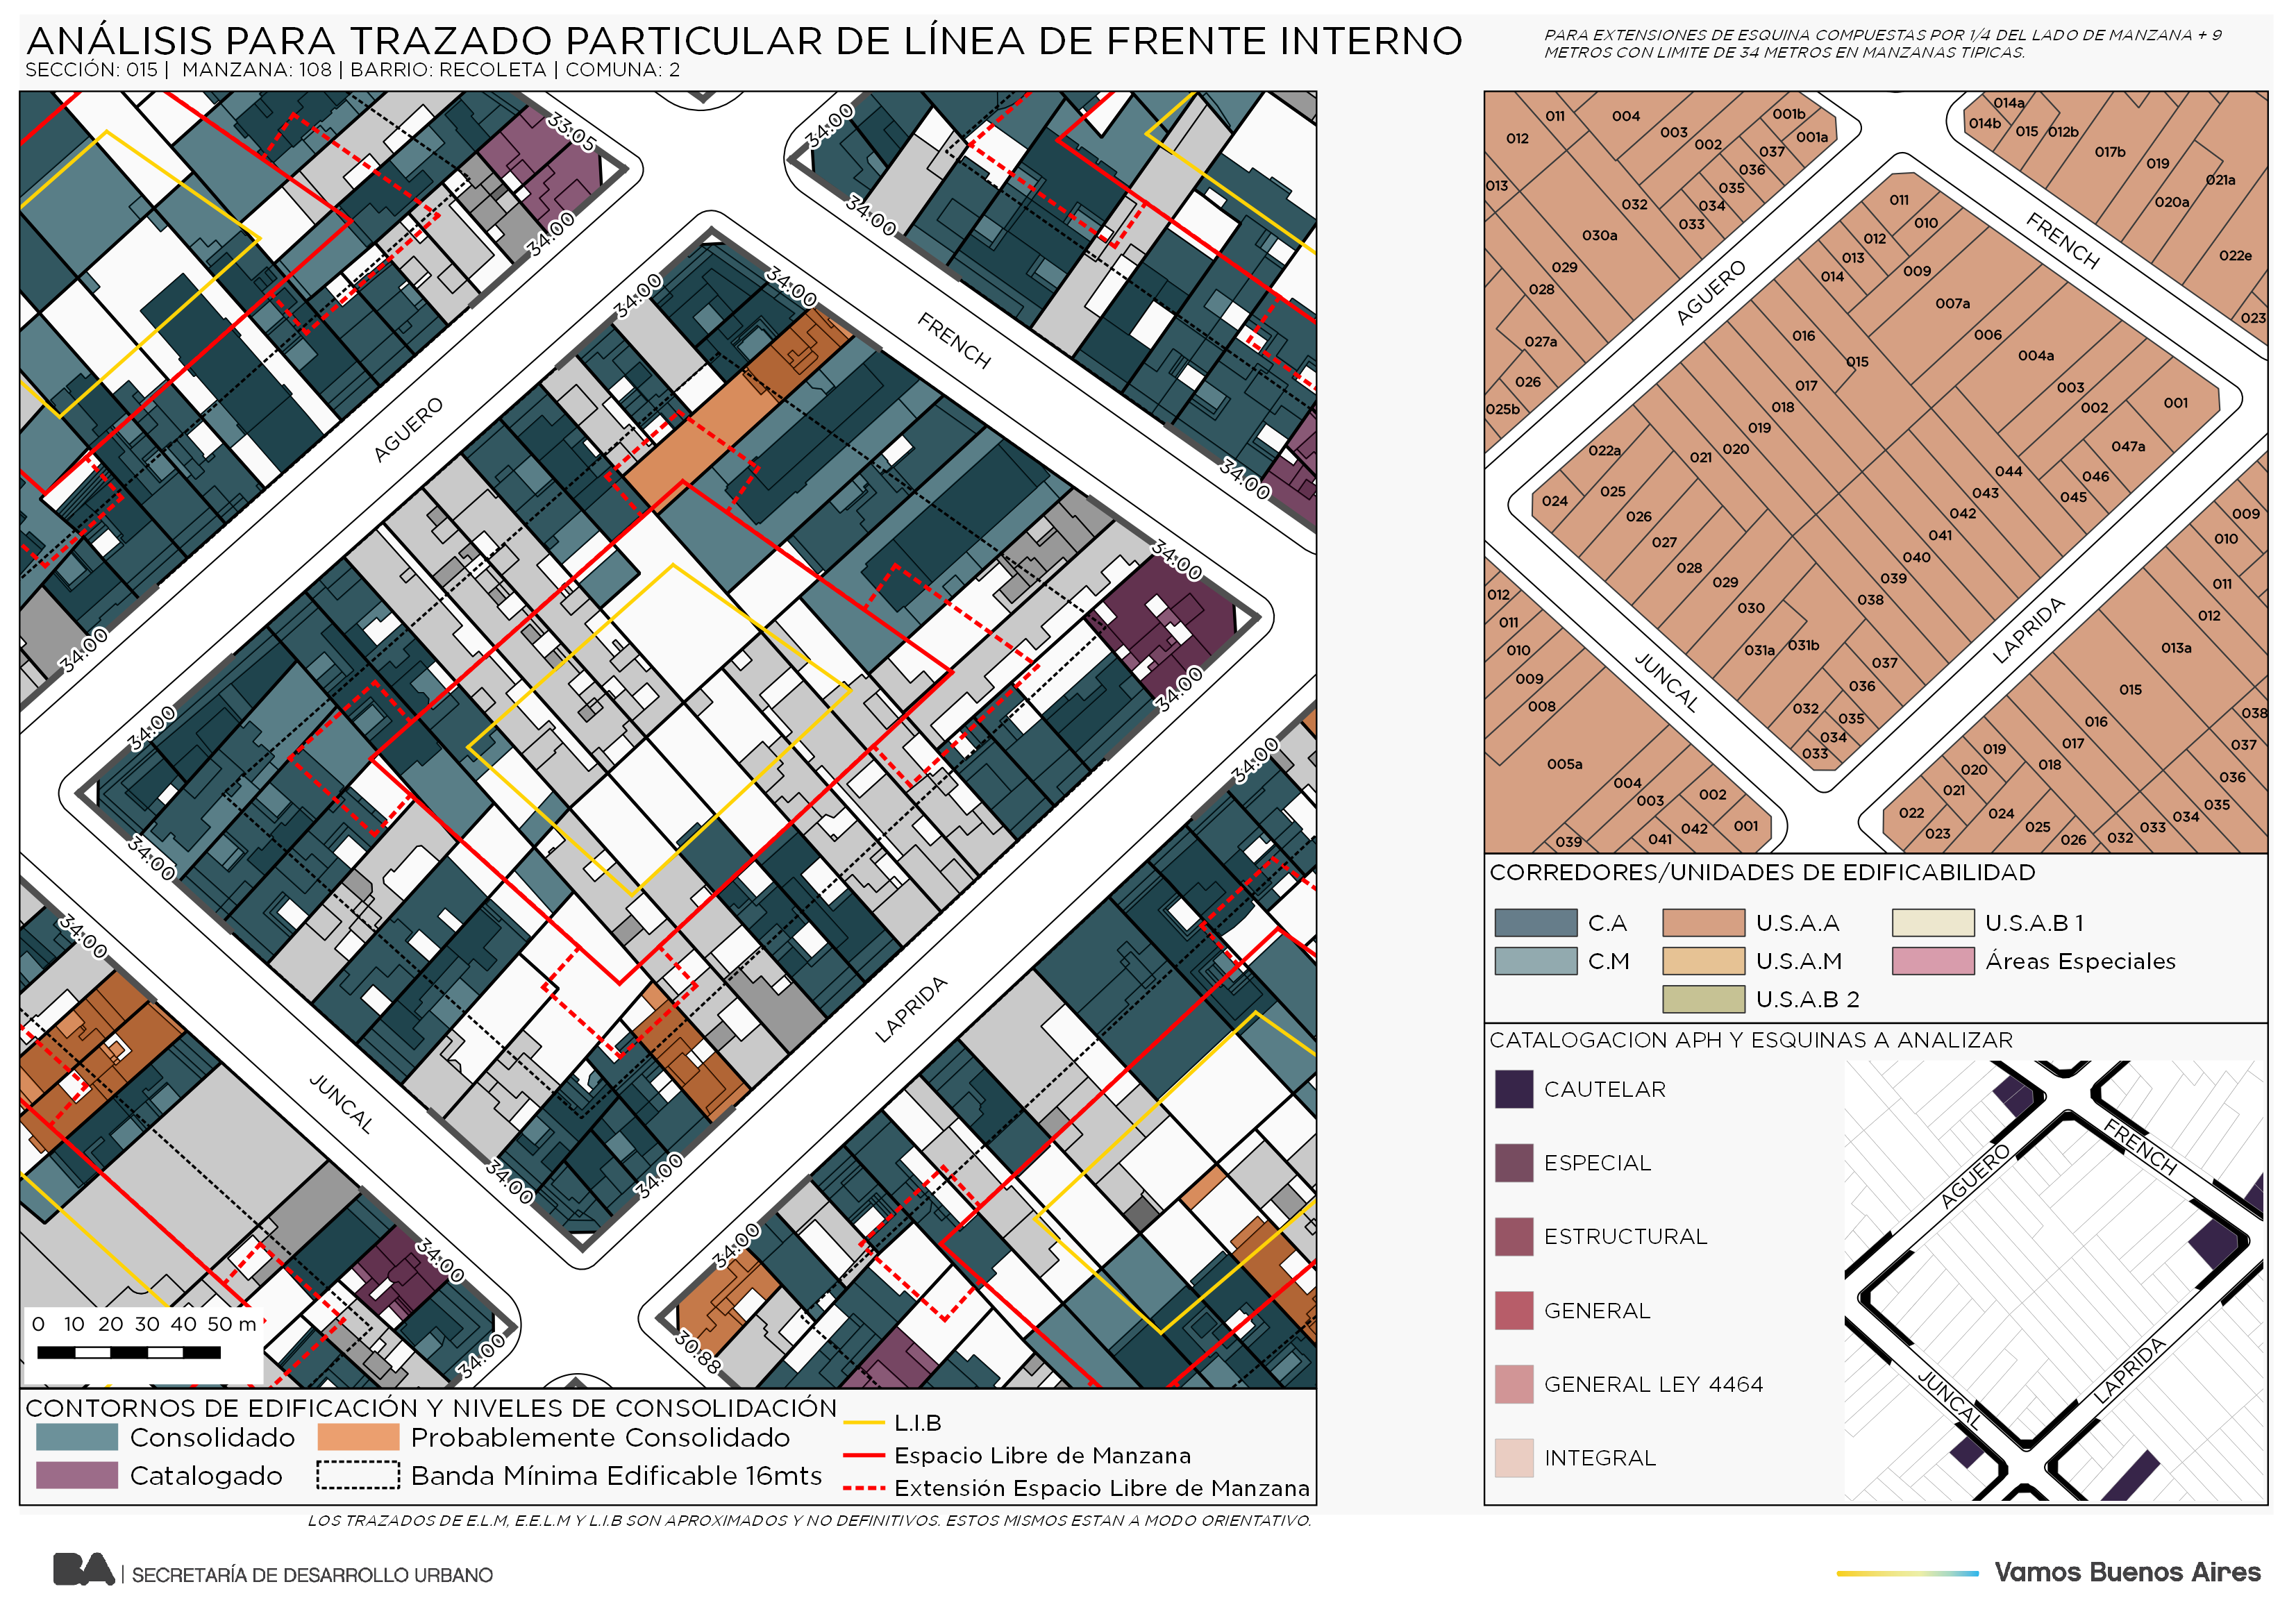 ANÁLISIS PARA TRAZADO PARTICULAR DE LÍNEA DE FRENTE INTERNO
SECCIÓN: 015 | MANZANA: 108 | BARRIO: RECOLETA | COMUNA: 2
PARA EXTENSIONES DE ESQUINA COMPUESTAS POR 1/4 DEL LADO DE MANZANA + 9
METROS CON LIMITE DE 34 METROS EN MANZANAS TIPICAS.
33.05
34.00
34.00
34.00
34.00
34.00
FRENCH
AGUERO
34.00
34.00
34.00
34.00
34.00
34.00
34.00
34.00
34.00
LAPRIDA
JUNCAL
34.00
34.00
34.00
34.00
34.00
30.88
0 10 20 30 40 50 m
CONTORNOS DE EDIFICACIÓN Y NIVELES DE CONSOLIDACIÓN
Consolidado
Probablemente Consolidado
Catalogado
Banda Mínima Edificable 16mts
L.I.B
Espacio Libre de Manzana
Extensión Espacio Libre de Manzana
LOS TRAZADOS DE E.L.M, E.E.L.M Y L.I.B SON APROXIMADOS Y NO DEFINITIVOS. ESTOS MISMOS ESTAN A MODO ORIENTATIVO.
011 004 001b
012 003 002 037 001a
036
013 035
032 034
033
030a
029
028
027a
026
025b
014a
014b 015 012b
017b 019
021a
020a
022e
023
AGUERO
FRENCH
011
010
012
013
014 009
007a
006
004a
003
002 001
047a
046
045
016
015
017
018
019
020
021
022a
024 025
026
027
028
029
030
031a 031b
032
033
034
035
036
037
038
039
040
041
042
043
044
JUNCAL
LAPRIDA
012
011
010
009
008
005a
004
003 002
042 001
041
039
009
010
011
012
013a
015
016
017
018
019
020
021
022
023
024
025
026 032 033 034
035
036
037
038
CORREDORES/UNIDADES DE EDIFICABILIDAD
C.A
U.S.A.A
U.S.A.B 1
C.M
U.S.A.M
Áreas Especiales
U.S.A.B 2
CATALOGACION APH Y ESQUINAS A ANALIZAR
CAUTELAR
ESPECIAL
ESTRUCTURAL
GENERAL
GENERAL LEY 4464
INTEGRAL
AGUERO
FRENCH
JUNCAL
LAPRIDA
BA | SECRETARÍA DE DESARROLLO URBANO
Vamos Buenos Aires